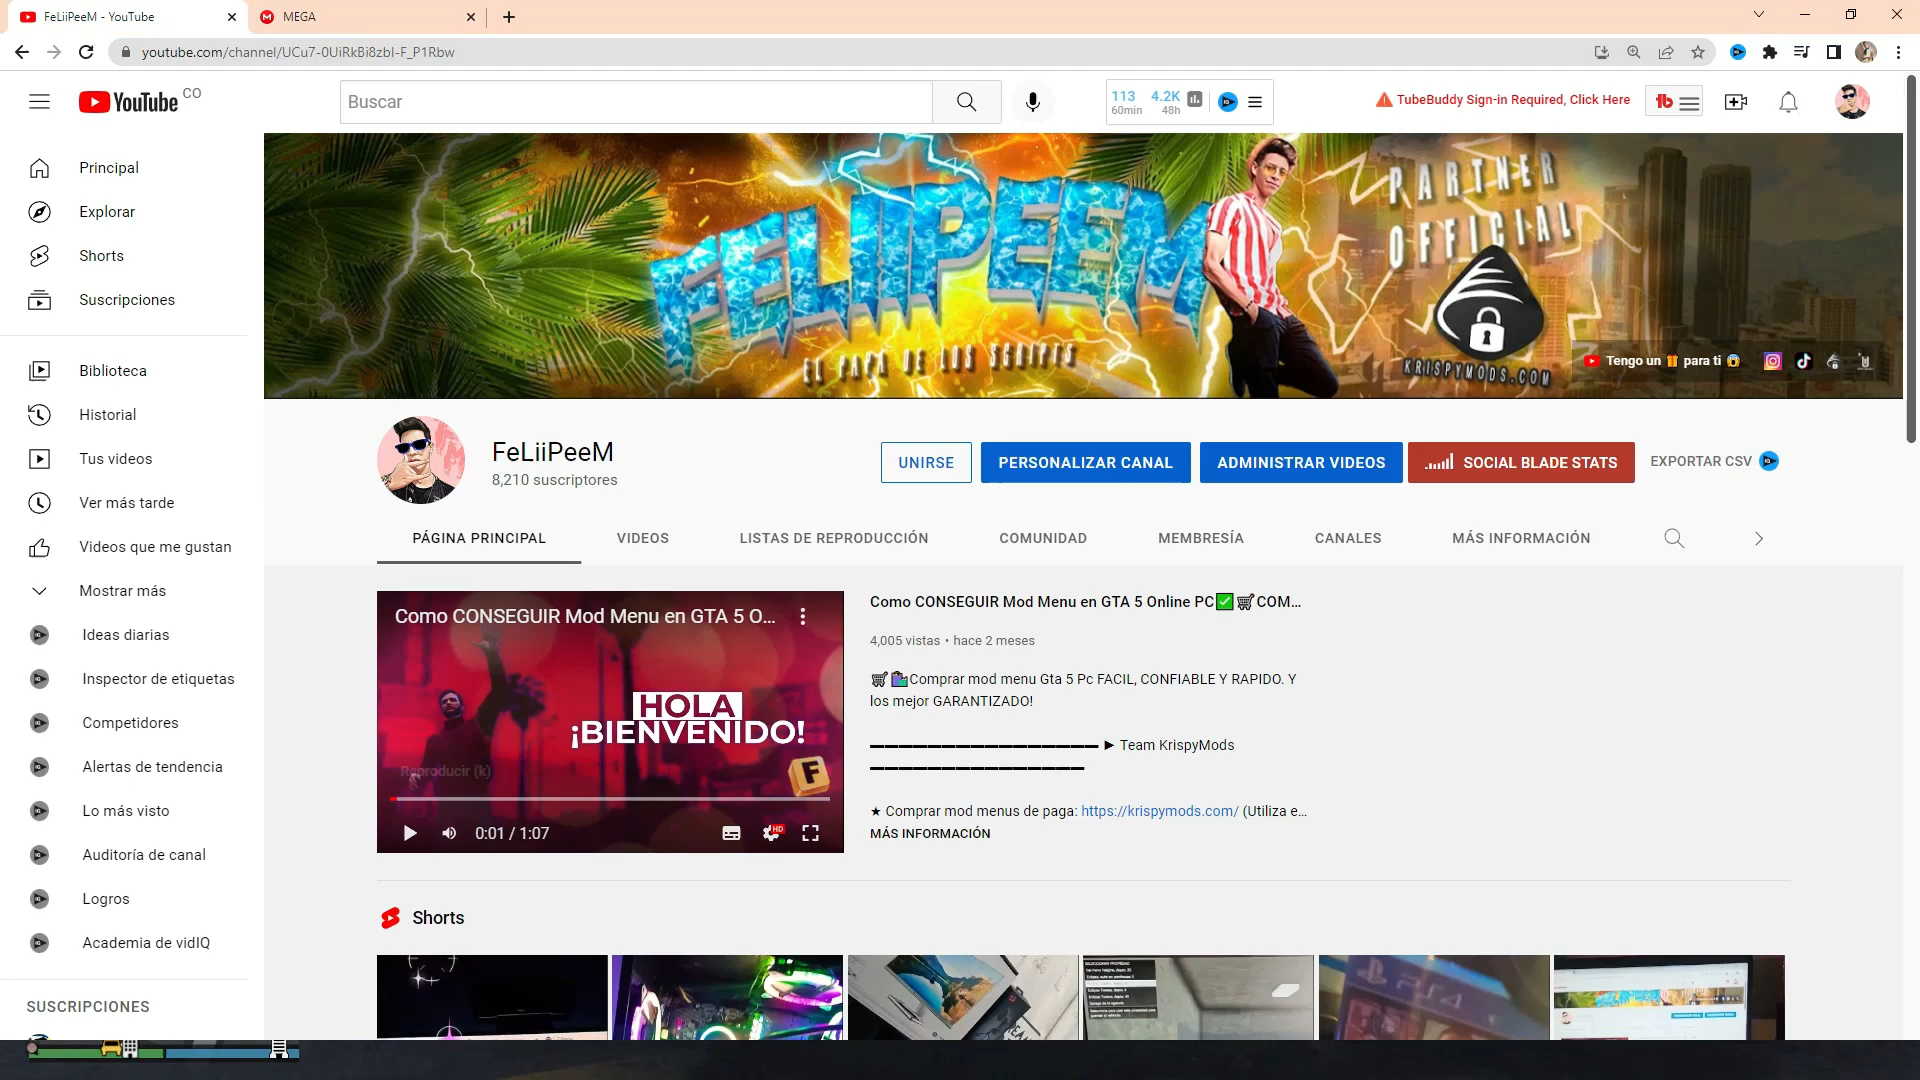 FeLiiPeeM - YouTube
MEGA
youtube.com/channel/UCu7-0UiRkBi8zbI-F_P1Rbw
YouTube CO
Buscar
113 4.2K
60min 48h
TubeBuddy Sign-in Required, Click Here
Principal
Explorar
Shorts
Suscripciones
Biblioteca
Historial
Tus videos
Ver más tarde
Videos que me gustan
Mostrar más
Ideas diarias
Inspector de etiquetas
Competidores
Alertas de tendencia
Lo más visto
Auditoría de canal
Logros
Academia de vidIQ
SUSCRIPCIONES
FELIPEEM
EL PAPA DE LOS SCRIPTS
PARTNER
OFFICIAL
KRISPYMODS.COM
Tengo un 🎁 para ti 😱
FeLiiPeeM
8,210 suscriptores
UNIRSE
PERSONALIZAR CANAL
ADMINISTRAR VIDEOS
SOCIAL BLADE STATS
EXPORTAR CSV
PÁGINA PRINCIPAL
VIDEOS
LISTAS DE REPRODUCCIÓN
COMUNIDAD
MEMBRESÍA
CANALES
MÁS INFORMACIÓN
Como CONSEGUIR Mod Menu en GTA 5 O...
HOLA
¡BIENVENIDO!
F
Reproducir (k)
0:01 / 1:07
HD
Como CONSEGUIR Mod Menu en GTA 5 Online PC✅🛒COM...
4,005 vistas • hace 2 meses
🛒🛍️Comprar mod menu Gta 5 Pc FACIL, CONFIABLE Y RAPIDO. Y
los mejor GARANTIZADO!
▬▬▬▬▬▬▬▬▬▬▬▬▬▬▬▬ ► Team KrispyMods
▬▬▬▬▬▬▬▬▬▬▬▬▬▬▬
★ Comprar mod menus de paga: https://krispymods.com/ (Utiliza e...
MÁS INFORMACIÓN
Shorts